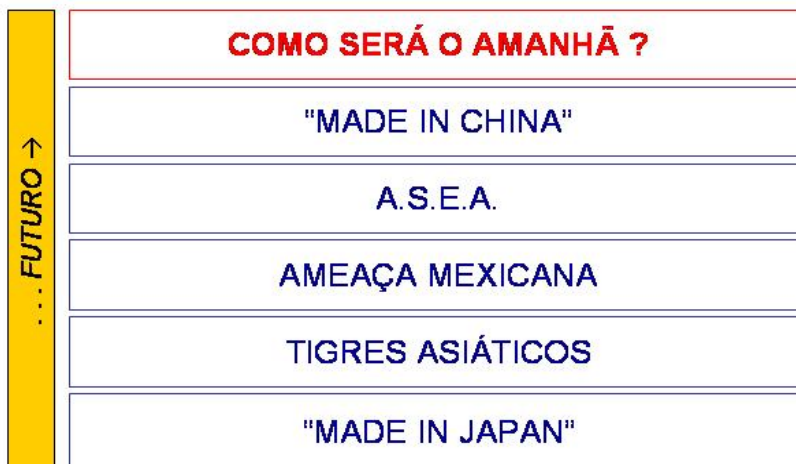 COMO SERÁ O AMANHÃ ?
"MADE IN CHINA"
A.S.E.A.
AMEAÇA MEXICANA
TIGRES ASIÁTICOS
"MADE IN JAPAN"
. . . FUTURO →